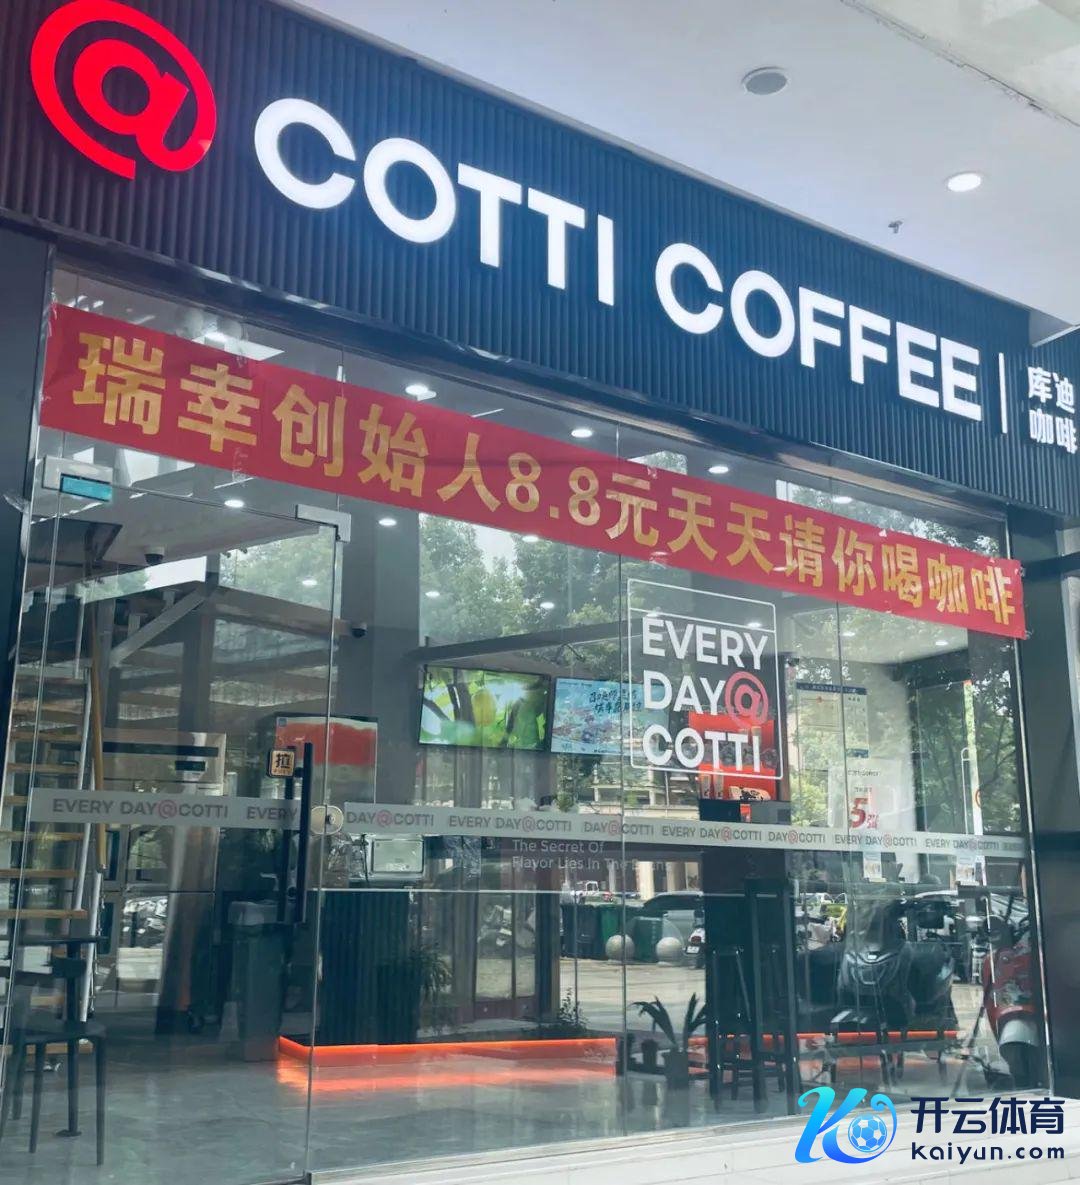 @ COTTI COFFEE
库迪
咖啡
瑞幸创始人8.8元天天请你喝咖啡
EVERY
DAY@
COTTI
拉
EVERY DAY@COTTI EVERY DAY@COTTI EVERY DAY@COTTI DAY@COTTI EVERY DAY@COTTI DAY@COTTI EVERY DAY@COTTI EVERY DAY@COTTI
The Secret Of
Flavor Lies In The
开云体育
kaiyun.com